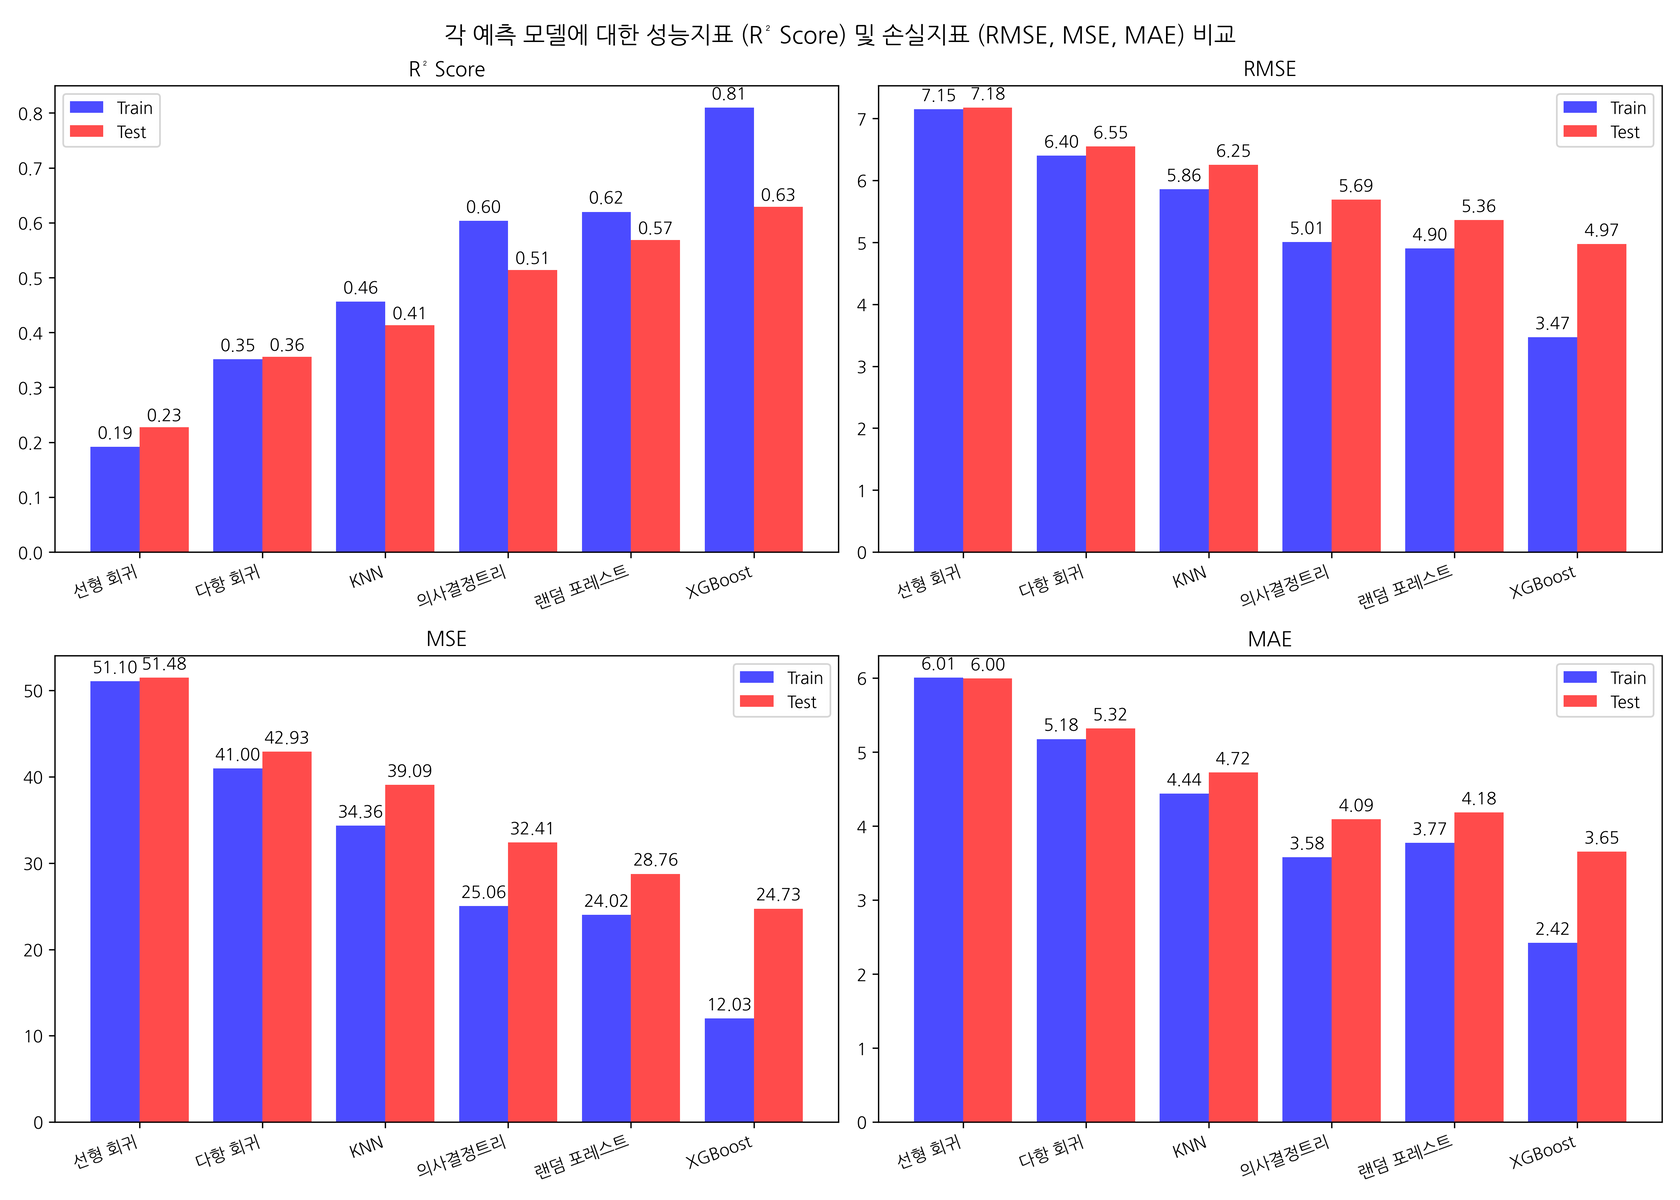 각 예측 모델에 대한 성능지표 (R² Score) 및 손실지표 (RMSE, MSE, MAE) 비교
R² Score
Train
Test
0.8
0.7
0.6
0.5
0.4
0.3
0.2
0.1
0.0
0.19
0.23
0.35
0.36
0.46
0.41
0.60
0.51
0.62
0.57
0.81
0.63
선형 회귀
다항 회귀
KNN
의사결정트리
랜덤 포레스트
XGBoost
RMSE
Train
Test
7
6
5
4
3
2
1
0
7.15
7.18
6.40
6.55
5.86
6.25
5.01
5.69
4.90
5.36
3.47
4.97
선형 회귀
다항 회귀
KNN
의사결정트리
랜덤 포레스트
XGBoost
MSE
Train
Test
50
40
30
20
10
0
51.10
51.48
41.00
42.93
34.36
39.09
25.06
32.41
24.02
28.76
12.03
24.73
선형 회귀
다항 회귀
KNN
의사결정트리
랜덤 포레스트
XGBoost
MAE
Train
Test
6
5
4
3
2
1
0
6.01
6.00
5.18
5.32
4.44
4.72
3.58
4.09
3.77
4.18
2.42
3.65
선형 회귀
다항 회귀
KNN
의사결정트리
랜덤 포레스트
XGBoost